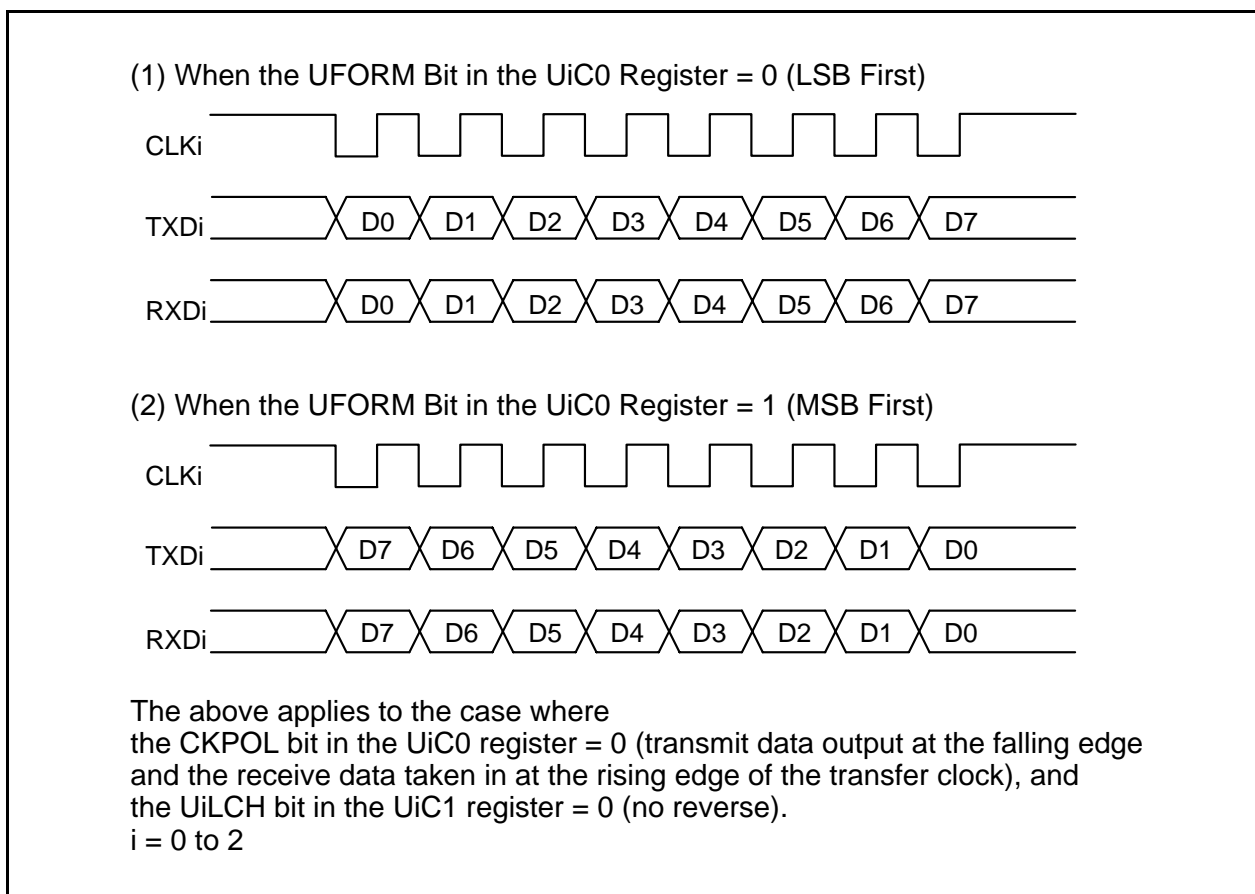 (1) When the UFORM Bit in the UiC0 Register = 0 (LSB First)
CLKi
TXDi D0 D1 D2 D3 D4 D5 D6 D7
RXDi D0 D1 D2 D3 D4 D5 D6 D7
(2) When the UFORM Bit in the UiC0 Register = 1 (MSB First)
CLKi
TXDi D7 D6 D5 D4 D3 D2 D1 D0
RXDi D7 D6 D5 D4 D3 D2 D1 D0
The above applies to the case where
the CKPOL bit in the UiC0 register = 0 (transmit data output at the falling edge
and the receive data taken in at the rising edge of the transfer clock), and
the UiLCH bit in the UiC1 register = 0 (no reverse).
i = 0 to 2